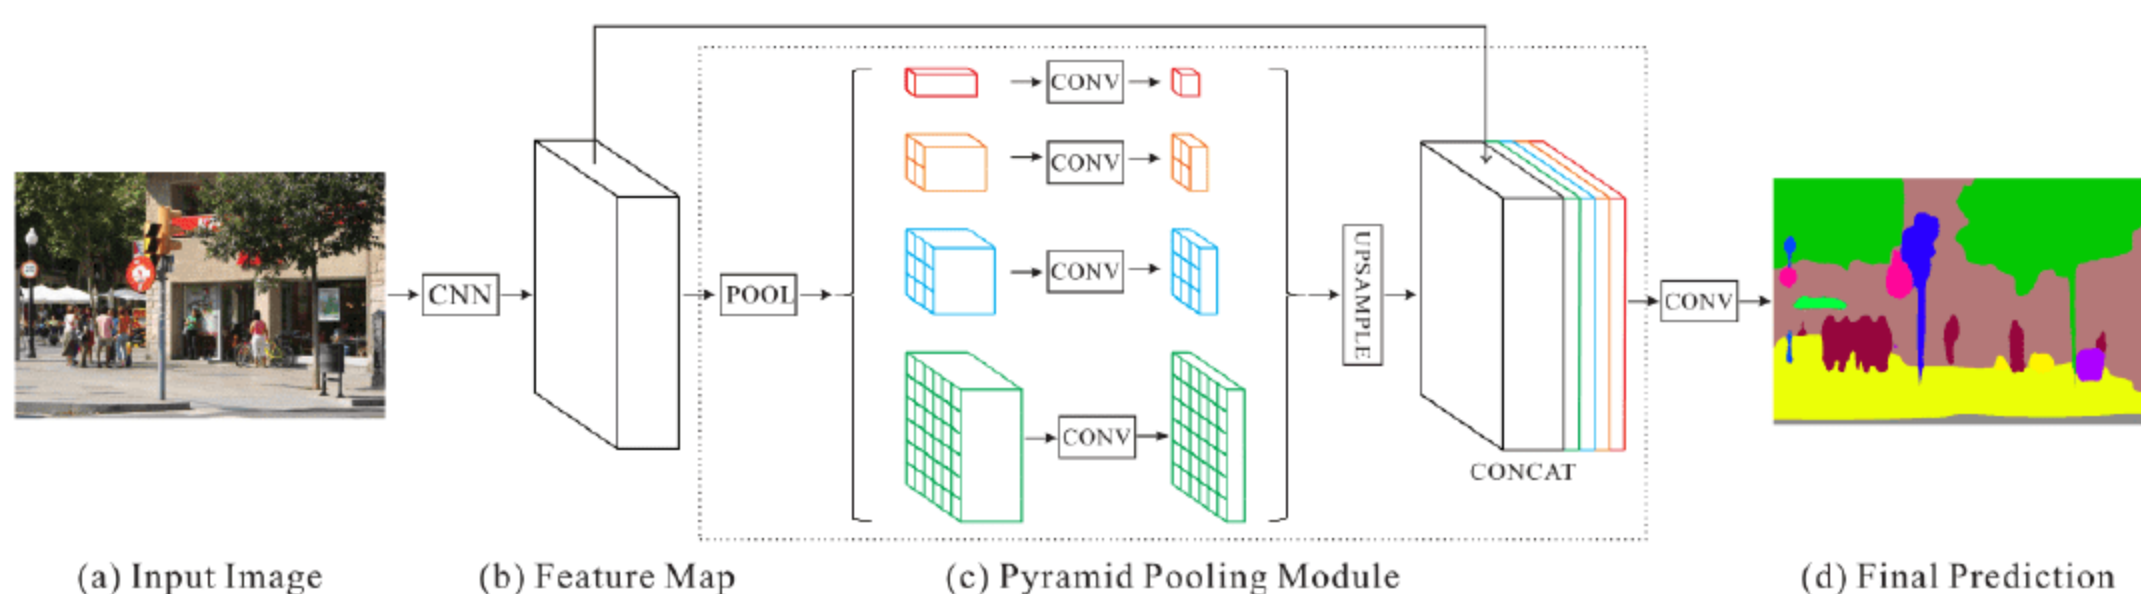 CNN
POOL
CONV
CONV
CONV
CONV
UPSAMPLE
CONCAT
CONV
(a) Input Image
(b) Feature Map
(c) Pyramid Pooling Module
(d) Final Prediction